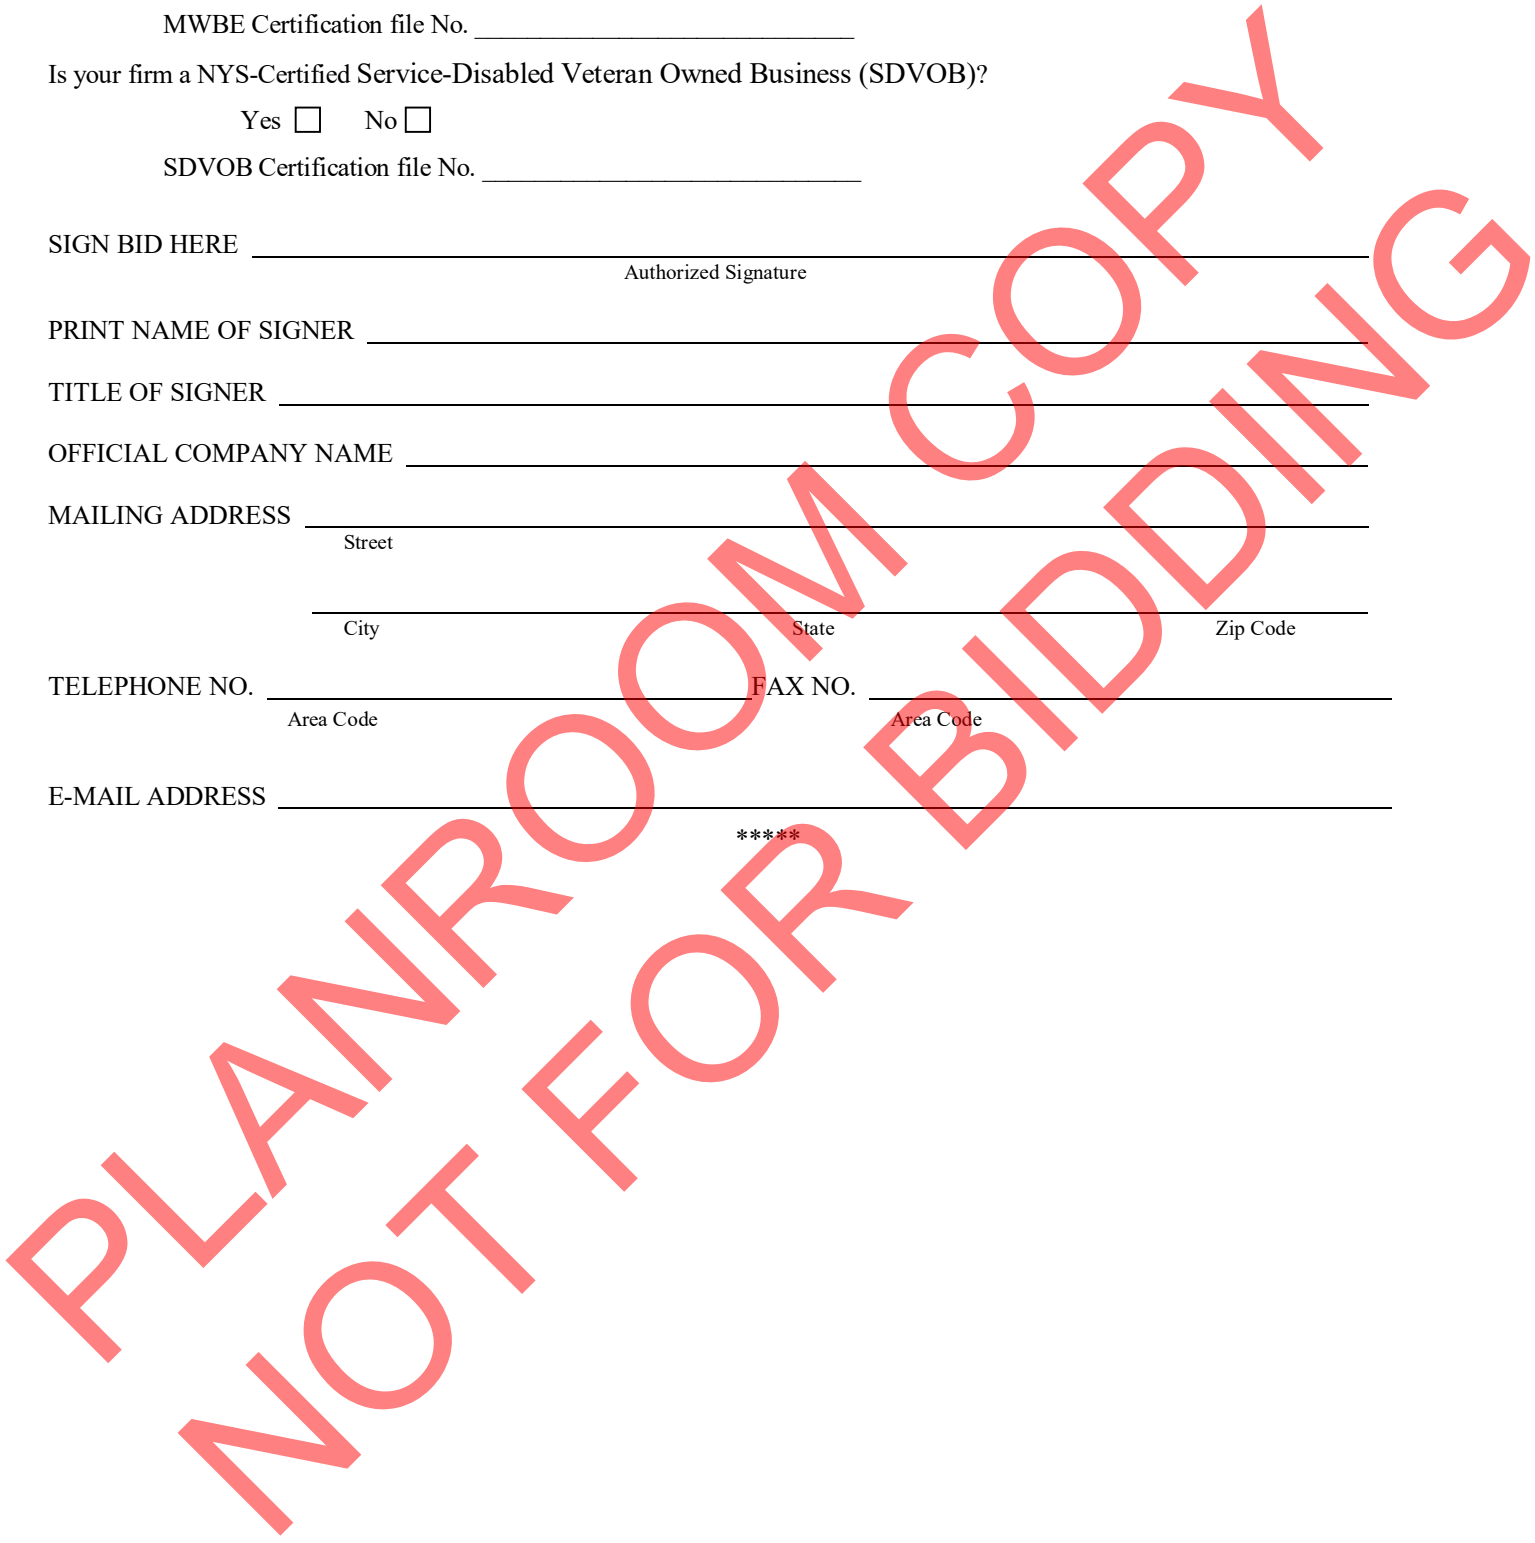 MWBE Certification file No. ____________________________
Is your firm a NYS-Certified Service-Disabled Veteran Owned Business (SDVOB)?
Yes ☐ No ☐
SDVOB Certification file No. ____________________________
SIGN BID HERE
Authorized Signature
PRINT NAME OF SIGNER
TITLE OF SIGNER
OFFICIAL COMPANY NAME
MAILING ADDRESS
Street
City State Zip Code
TELEPHONE NO. FAX NO.
Area Code Area Code
E-MAIL ADDRESS
*****
PLANROOM COPY
NOT FOR BIDDING